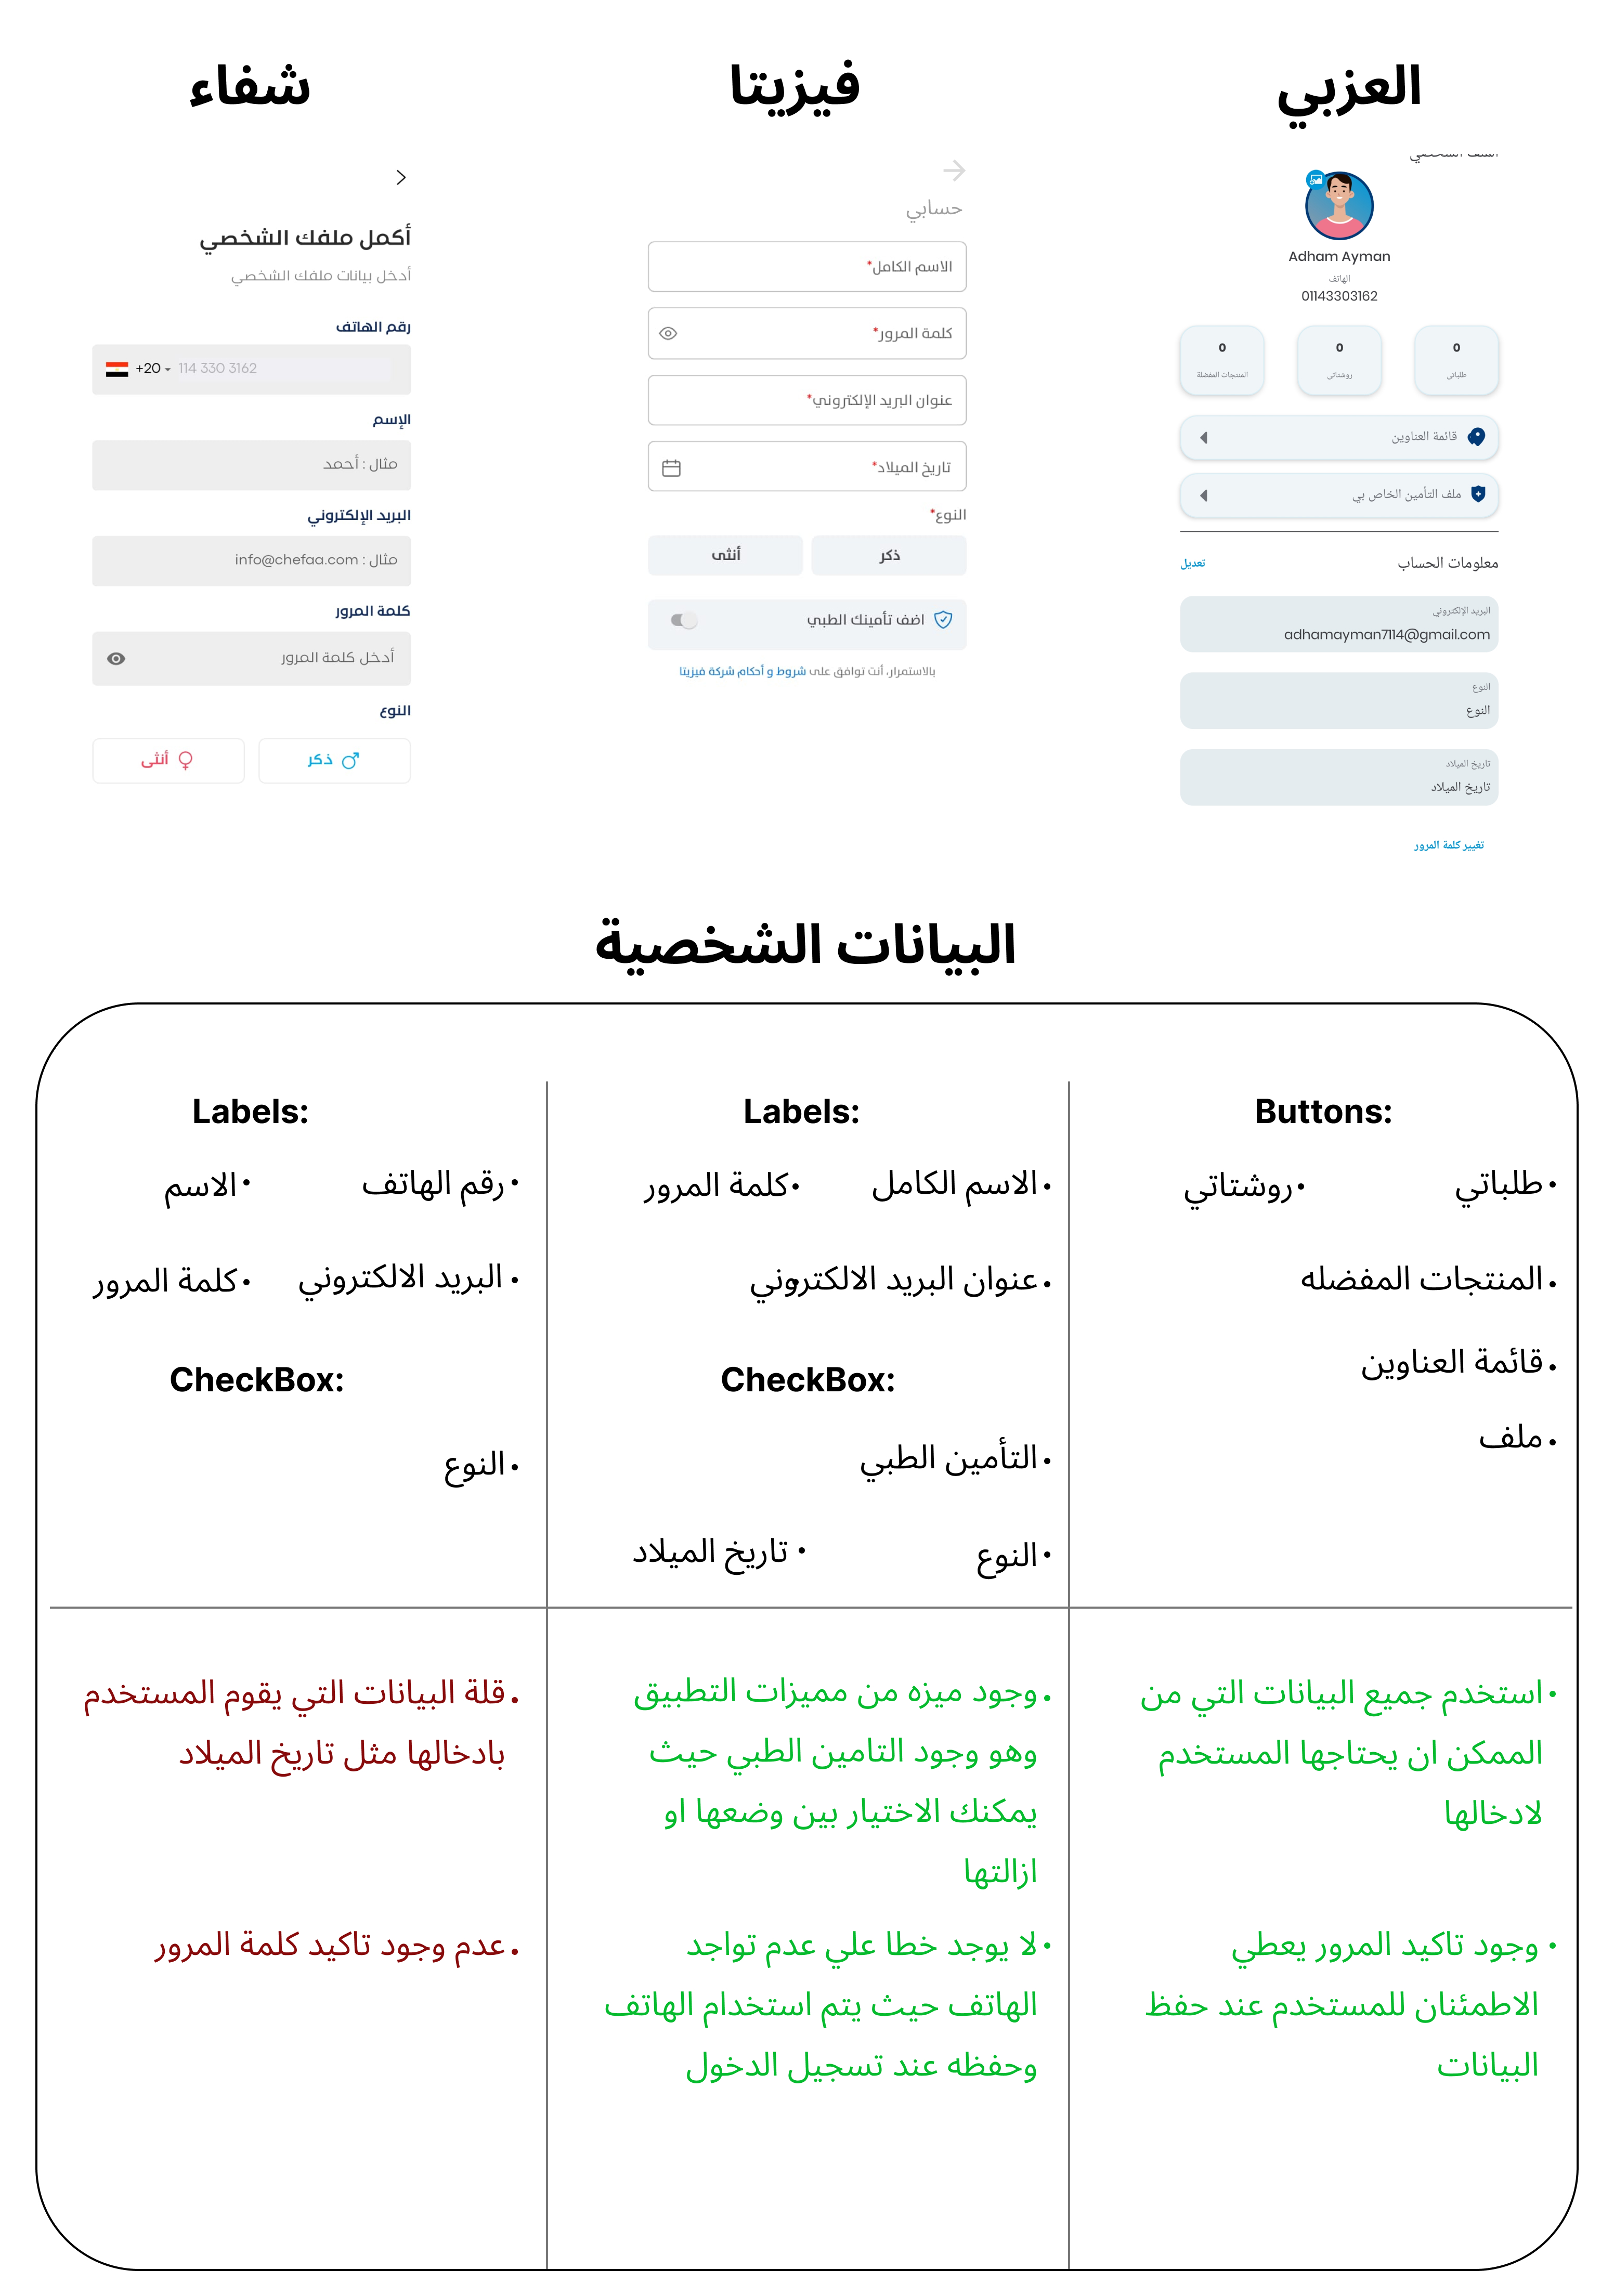 العزبي
فيزيتا
شفاء
الملف الشخصي
Adham Ayman
الهاتف
01143303162
0
0
0
طلباتى
روشتاتى
المنتجات المفضلة
قائمة العناوين
ملف التأمين الخاص بي
معلومات الحساب
تعديل
البريد الإلكتروني
adhamayman7114@gmail.com
النوع
النوع
تاريخ الميلاد
تاريخ الميلاد
تغيير كلمة المرور
حسابي
الاسم الكامل*
كلمة المرور*
عنوان البريد الإلكتروني*
تاريخ الميلاد*
النوع*
ذكر
أنثى
اضف تأمينك الطبي
بالاستمرار، أنت توافق على شروط و أحكام شركة فيزيتا
أكمل ملفك الشخصي
أدخل بيانات ملفك الشخصي
رقم الهاتف
+20 114 330 3162
الإسم
مثال : أحمد
البريد الإلكتروني
مثال : info@chefaa.com
كلمة المرور
أدخل كلمة المرور
النوع
ذكر
أنثى
البيانات الشخصية
Buttons:
• طلباتي
• روشتاتي
• المنتجات المفضله
• قائمة العناوين
• ملف
Labels:
• الاسم الكامل
• كلمة المرور
• عنوان البريد الالكتروني
CheckBox:
• التأمين الطبي
• النوع
• تاريخ الميلاد
Labels:
• رقم الهاتف
• الاسم
• البريد الالكتروني
• كلمة المرور
CheckBox:
• النوع
• استخدم جميع البيانات التي من
الممكن ان يحتاجها المستخدم
لادخالها
• وجود تاكيد المرور يعطي
الاطمئنان للمستخدم عند حفظ
البيانات
• وجود ميزه من مميزات التطبيق
وهو وجود التامين الطبي حيث
يمكنك الاختيار بين وضعها او
ازالتها
• لا يوجد خطا علي عدم تواجد
الهاتف حيث يتم استخدام الهاتف
وحفظه عند تسجيل الدخول
• قلة البيانات التي يقوم المستخدم
بادخالها مثل تاريخ الميلاد
• عدم وجود تاكيد كلمة المرور